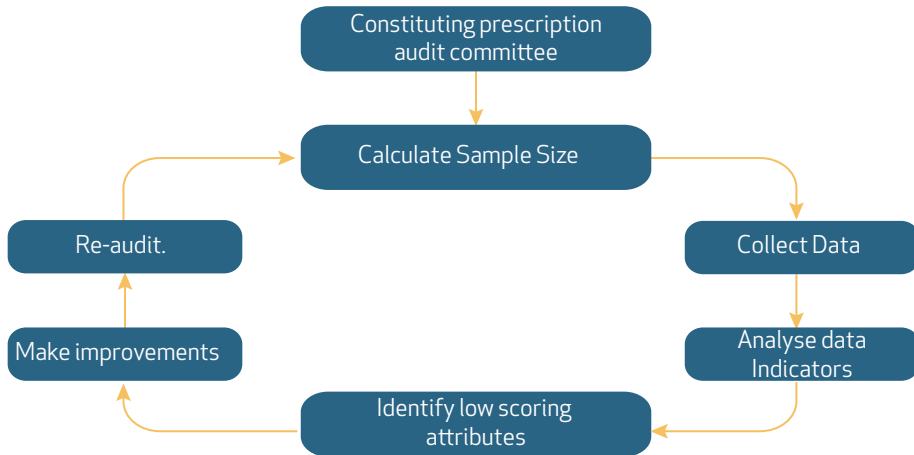 Constituting prescription
audit committee
Calculate Sample Size
Collect Data
Analyse data
Indicators
Identify low scoring
attributes
Make improvements
Re-audit.